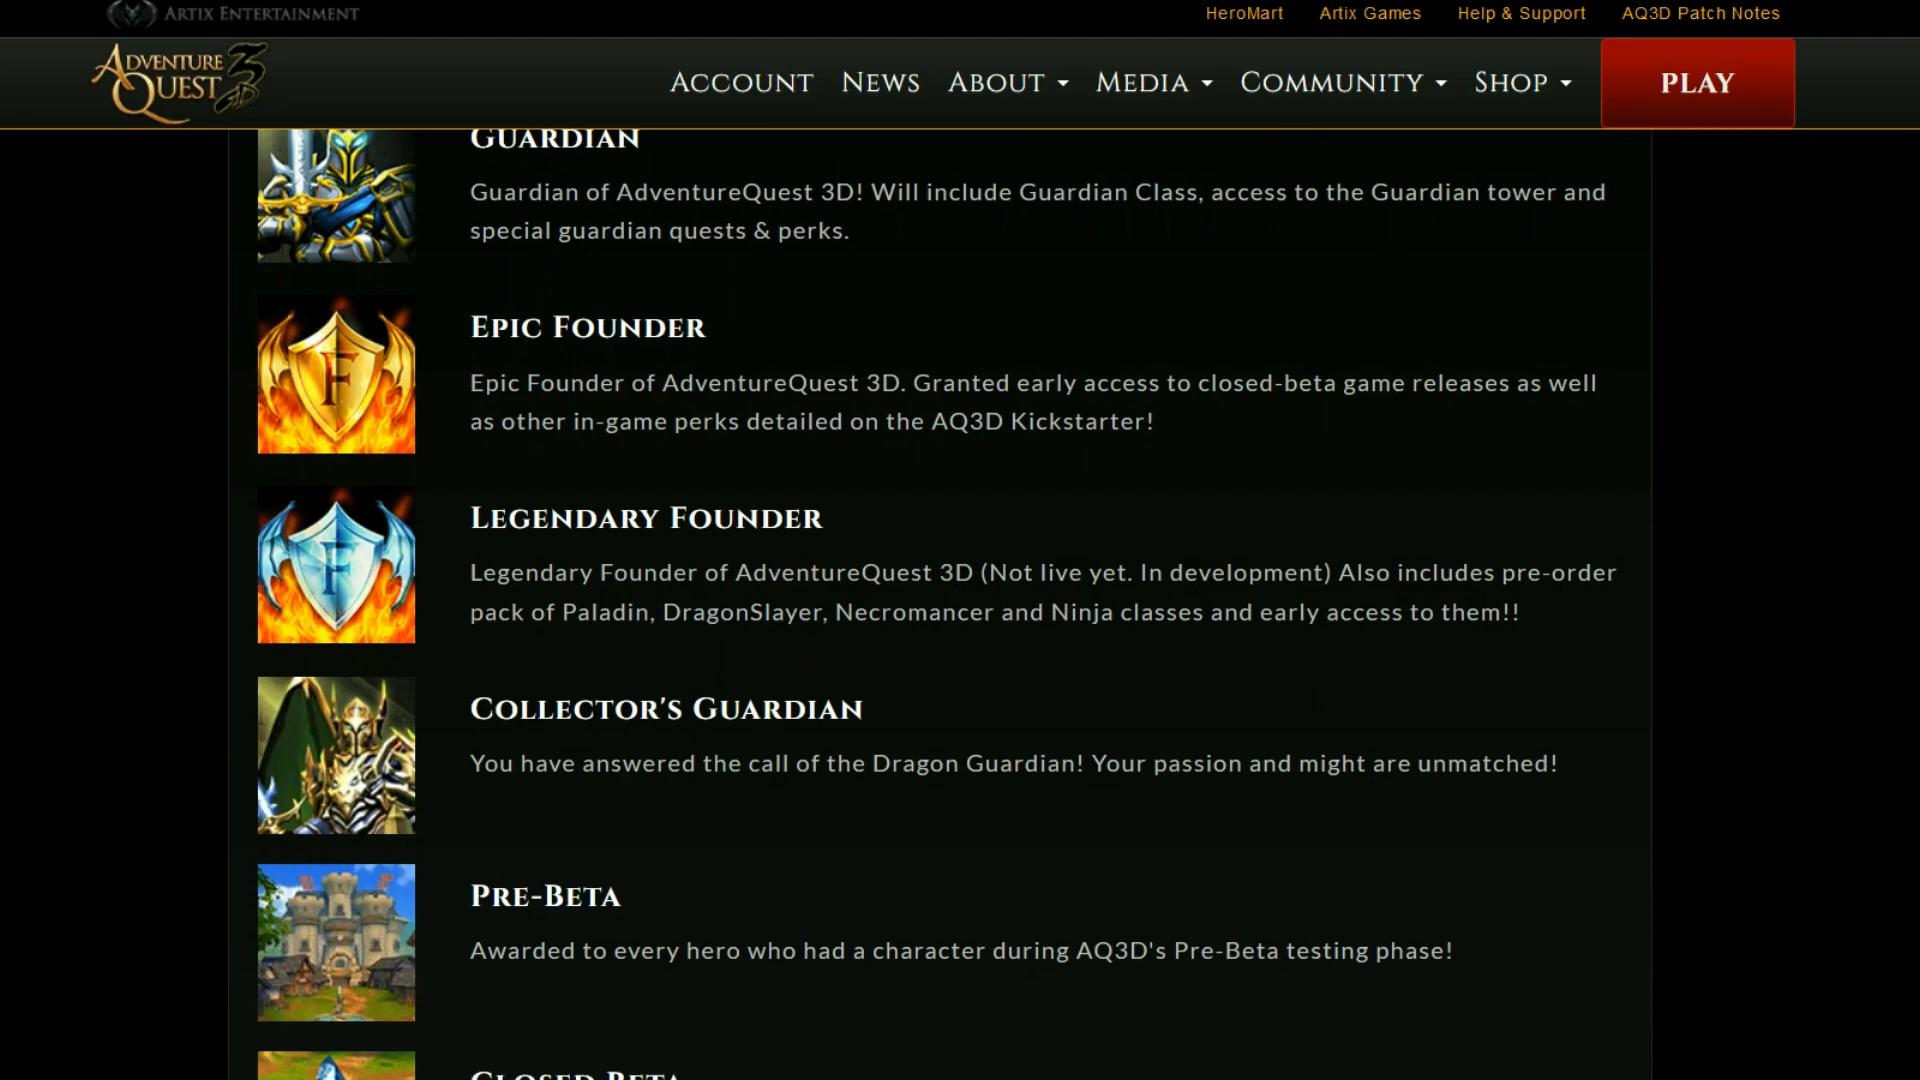 Artix Entertainment
HeroMart Artix Games Help & Support AQ3D Patch Notes
Adventure Quest 3D
Account News About Media Community Shop PLAY
Guardian
Guardian of AdventureQuest 3D! Will include Guardian Class, access to the Guardian tower and
special guardian quests & perks.
Epic Founder
Epic Founder of AdventureQuest 3D. Granted early access to closed-beta game releases as well
as other in-game perks detailed on the AQ3D Kickstarter!
F
Legendary Founder
Legendary Founder of AdventureQuest 3D (Not live yet. In development) Also includes pre-order
pack of Paladin, DragonSlayer, Necromancer and Ninja classes and early access to them!!
F
Collector's Guardian
You have answered the call of the Dragon Guardian! Your passion and might are unmatched!
Pre-Beta
Awarded to every hero who had a character during AQ3D's Pre-Beta testing phase!
Closed Beta